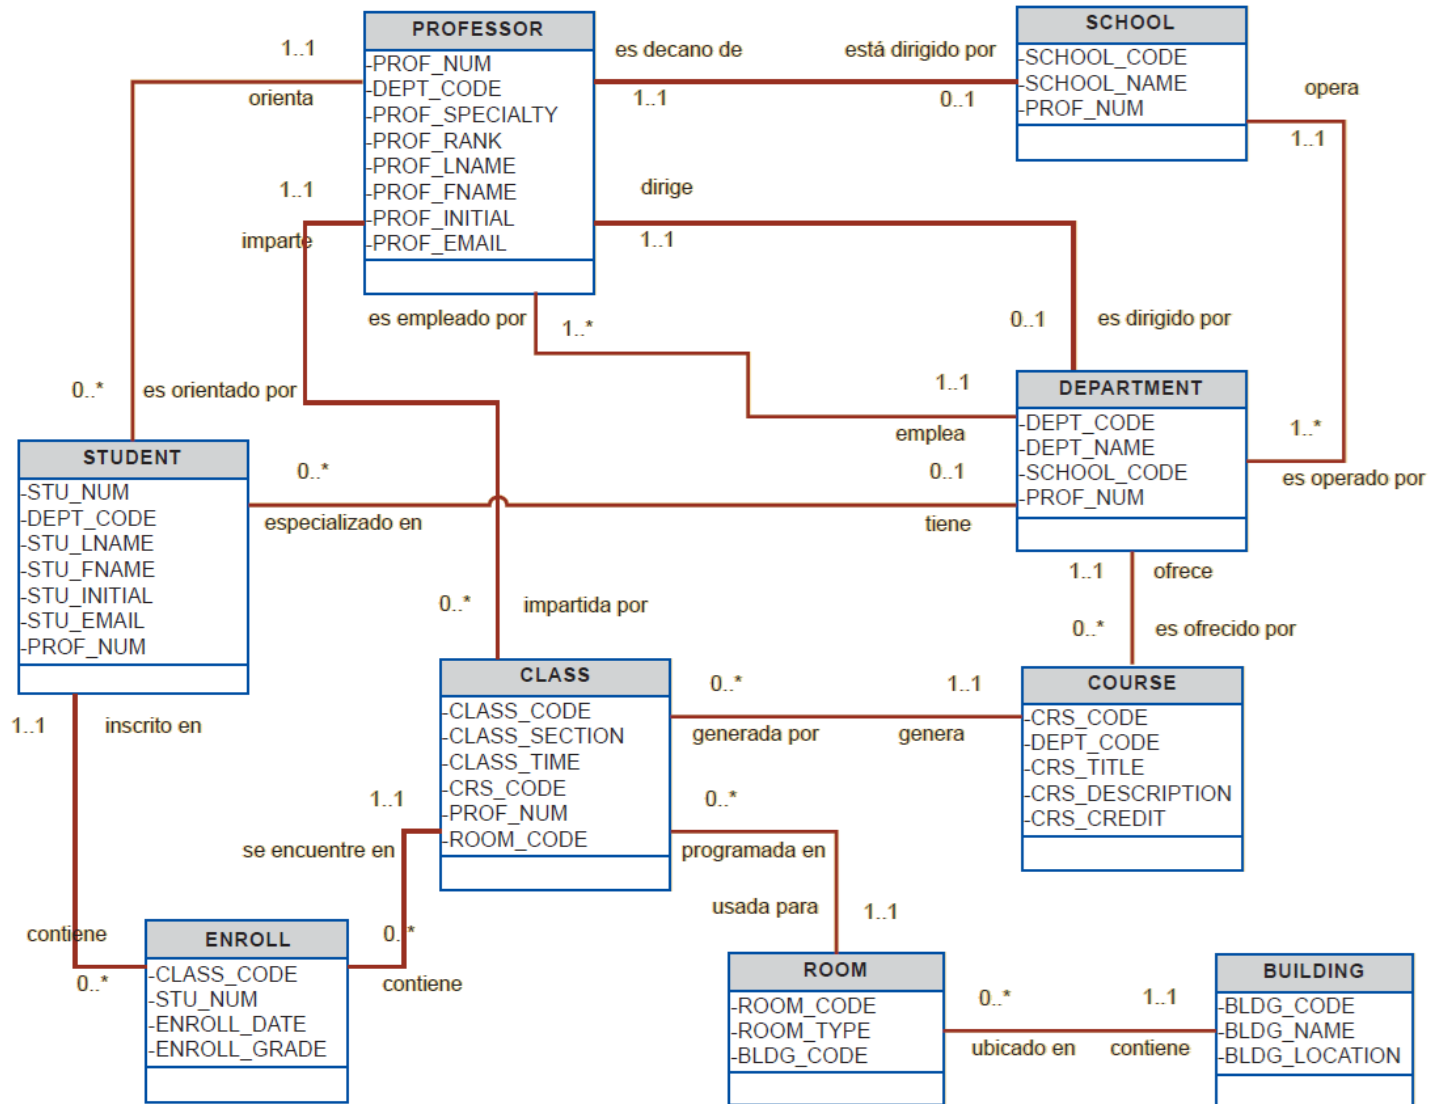 PROFESSOR
-PROF_NUM
-DEPT_CODE
-PROF_SPECIALTY
-PROF_RANK
-PROF_LNAME
-PROF_FNAME
-PROF_INITIAL
-PROF_EMAIL
SCHOOL
-SCHOOL_CODE
-SCHOOL_NAME
-PROF_NUM
1..1
orienta
es decano de
está dirigido por
1..1
0..1
opera
1..1
1..1
imparte
dirige
1..1
es empleado por
1..*
0..1
es dirigido por
0..*
es orientado por
1..1
emplea
DEPARTMENT
-DEPT_CODE
-DEPT_NAME
-SCHOOL_CODE
-PROF_NUM
1..*
es operado por
STUDENT
-STU_NUM
-DEPT_CODE
-STU_LNAME
-STU_FNAME
-STU_INITIAL
-STU_EMAIL
-PROF_NUM
0..*
especializado en
0..1
tiene
1..1
ofrece
0..*
es ofrecido por
0..*
impartida por
CLASS
-CLASS_CODE
-CLASS_SECTION
-CLASS_TIME
-CRS_CODE
-PROF_NUM
-ROOM_CODE
0..*
1..1
generada por
genera
COURSE
-CRS_CODE
-DEPT_CODE
-CRS_TITLE
-CRS_DESCRIPTION
-CRS_CREDIT
1..1
inscrito en
1..1
se encuentre en
0..*
programada en
usada para
1..1
contiene
0..*
ENROLL
-CLASS_CODE
-STU_NUM
-ENROLL_DATE
-ENROLL_GRADE
0..*
contiene
ROOM
-ROOM_CODE
-ROOM_TYPE
-BLDG_CODE
0..*
1..1
ubicado en
contiene
BUILDING
-BLDG_CODE
-BLDG_NAME
-BLDG_LOCATION